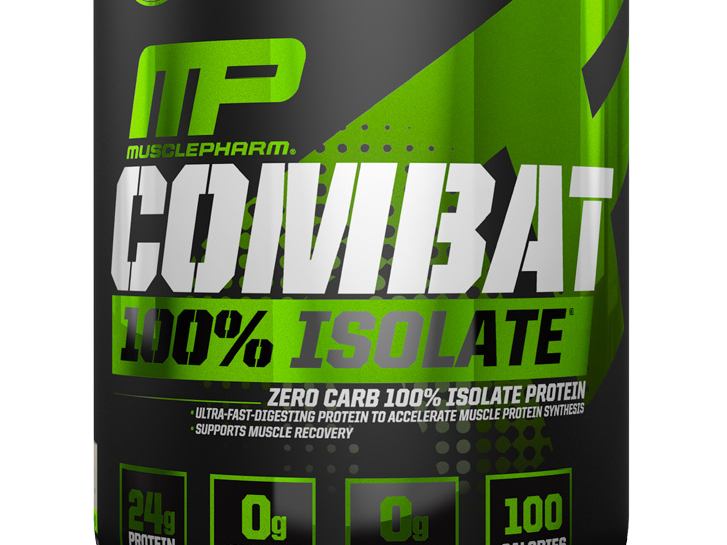 MP
MUSCLEPHARM®
COMBAT
100% ISOLATE®
ZERO CARB 100% ISOLATE PROTEIN
• ULTRA-FAST-DIGESTING PROTEIN TO ACCELERATE MUSCLE PROTEIN SYNTHESIS
• SUPPORTS MUSCLE RECOVERY
24g 0g 0g 100
PROTEIN CALORIES